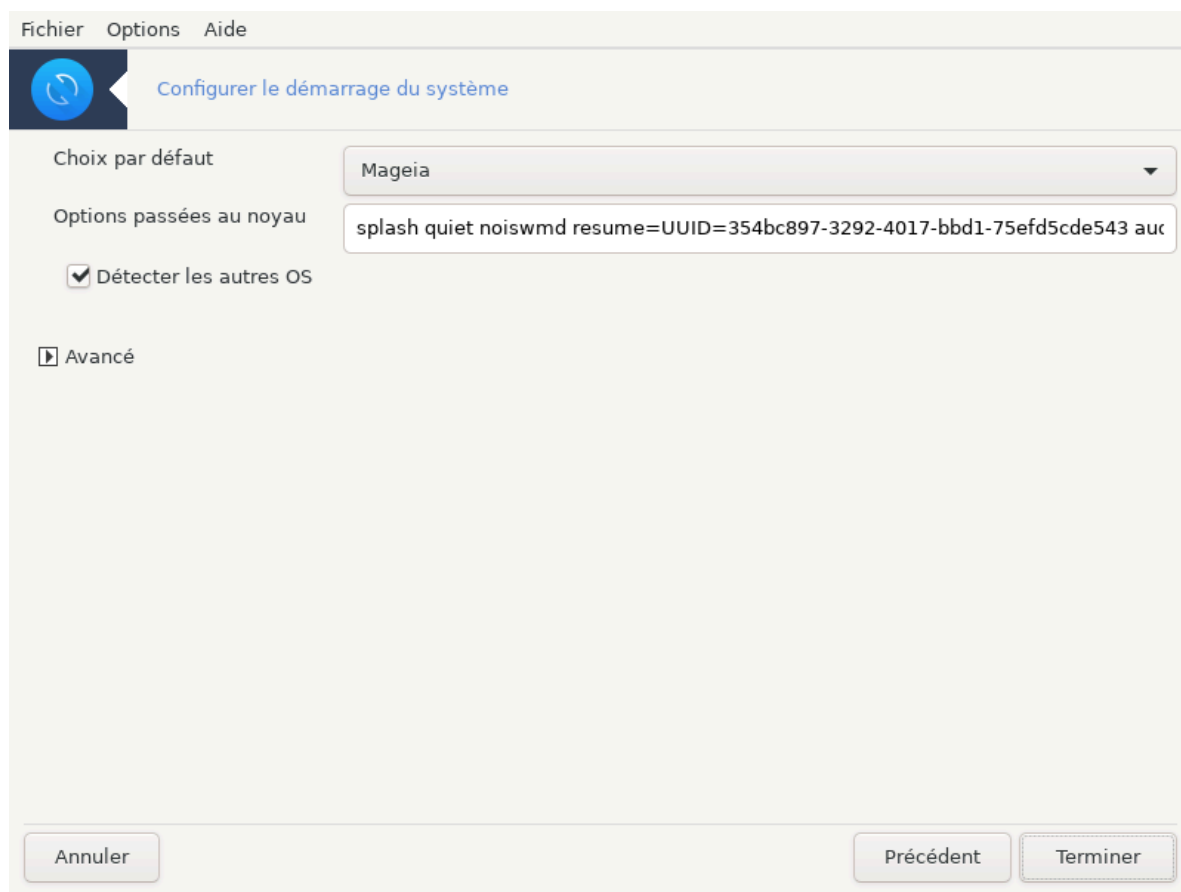 Fichier Options Aide
Configurer le démarrage du système
Choix par défaut
Mageia
Options passées au noyau
splash quiet noiswmd resume=UUID=354bc897-3292-4017-bbd1-75efd5cde543
Détecter les autres OS
Avancé
Annuler Précédent Terminer